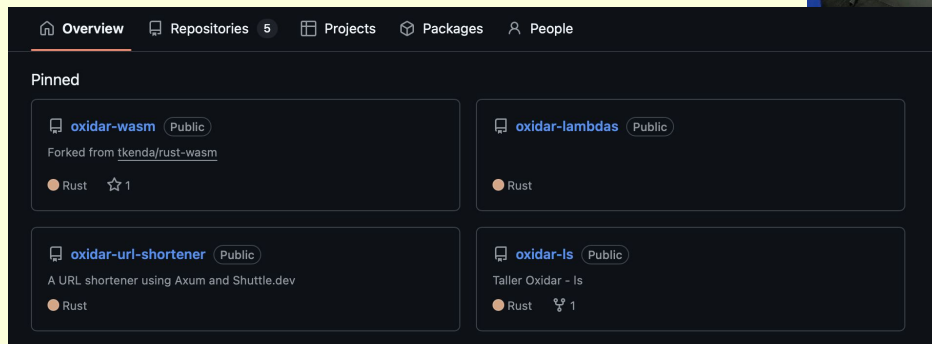 Overview Repositories 5 Projects Packages People
Pinned
oxidar-wasm Public
Forked from tkenda/rust-wasm
Rust 1
oxidar-lambdas Public
Rust
oxidar-url-shortener Public
A URL shortener using Axum and Shuttle.dev
Rust
oxidar-ls Public
Taller Oxidar - ls
Rust 1